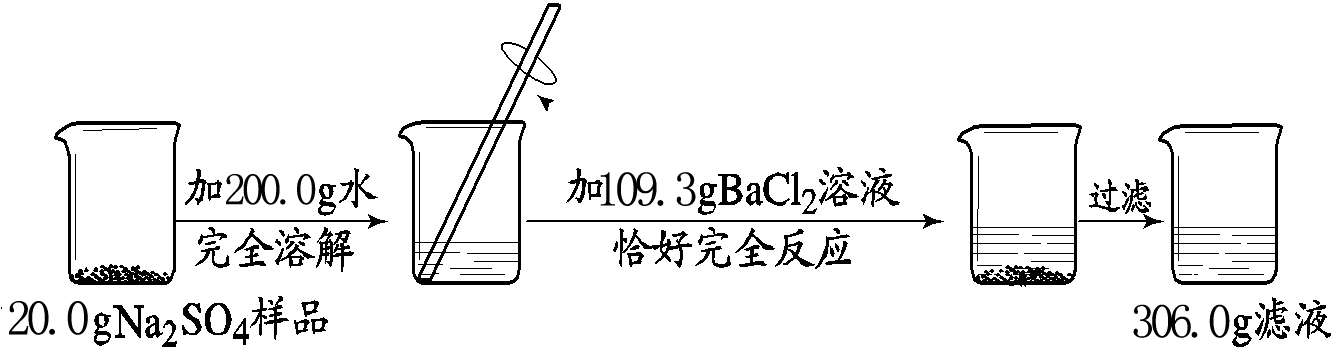 加200.0g水
完全溶解
加109.3gBaCl₂溶液
恰好完全反应
过滤
20.0gNa₂SO₄样品
306.0g滤液